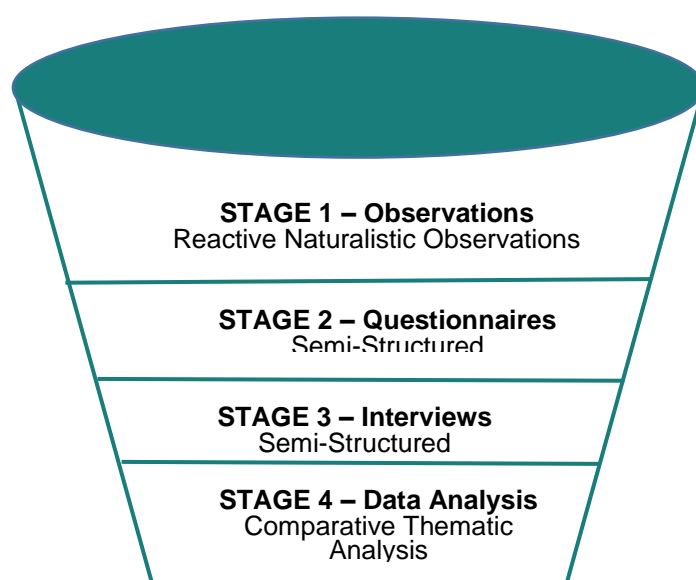 STAGE 1 – Observations
Reactive Naturalistic Observations
STAGE 2 – Questionnaires
Semi-Structured
STAGE 3 – Interviews
Semi-Structured
STAGE 4 – Data Analysis
Comparative Thematic
Analysis